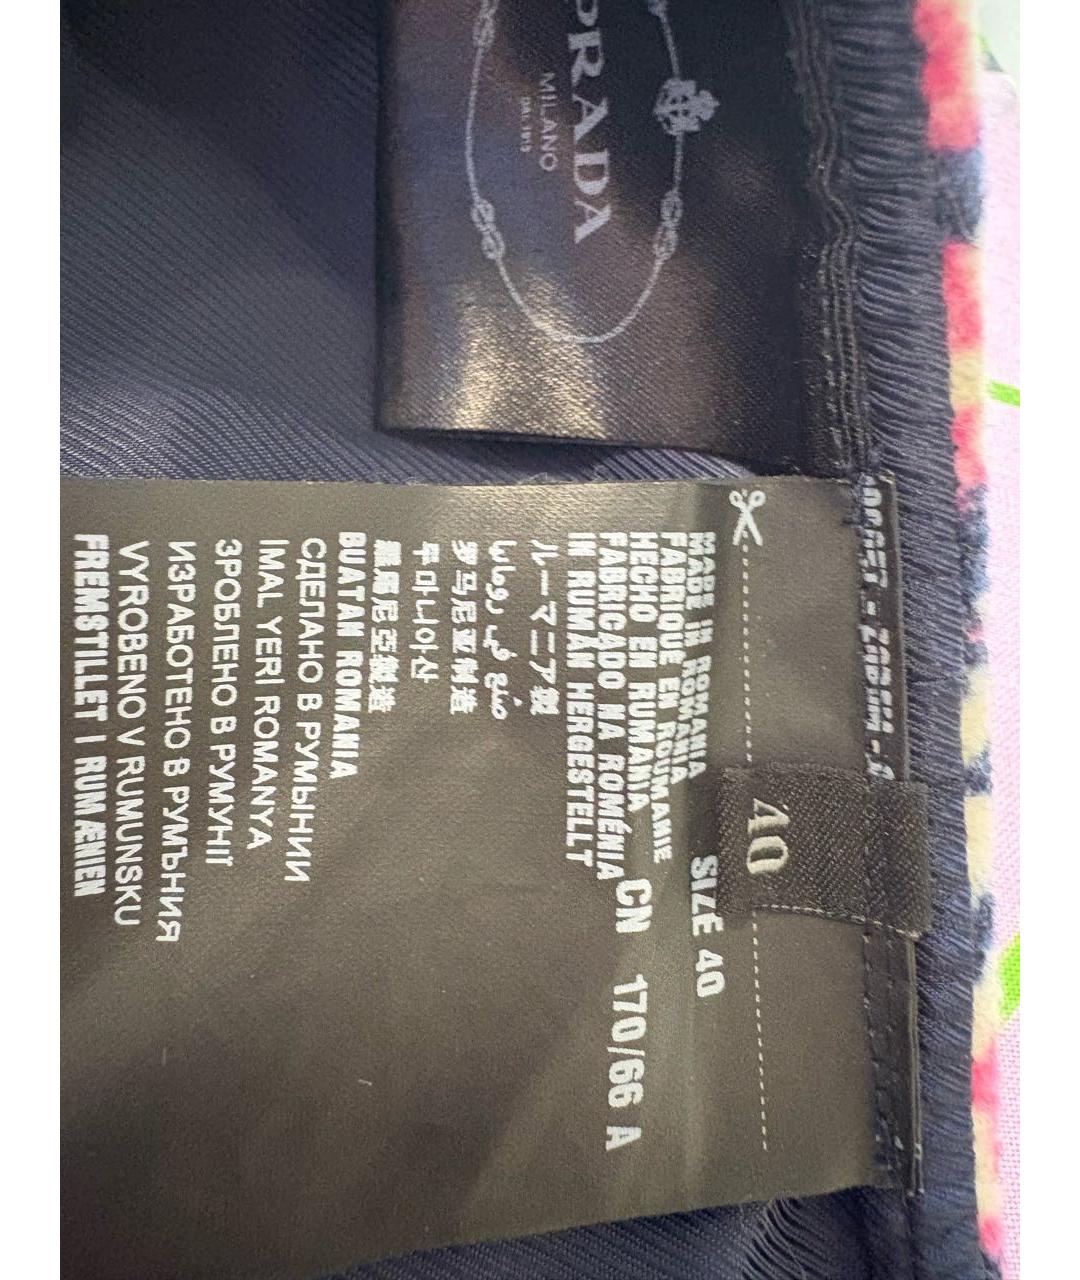 PRADA
MILANO
DAL 1913
40
MADE IN ROMANIA
SIZE 40
FABRIQUE EN ROUMANIE
HECHO EN RUMANIA
CN 170/66 A
FABRICADO NA ROMÉNIA
IN RUMÄN HERGESTELLT
ルーマニア製
صنع في رومانيا
罗马尼亚制造
루마니아산
羅馬尼亞製造
BUATAN ROMANIA
СДЕЛАНО В РУМЫНИИ
İMAL YERİ ROMANYA
ЗРОБЛЕНО В РУМУНІЇ
ИЗРАБОТЕНО В РУМЪНИЯ
VYROBENO V RUMUNSKU
FREMSTILLET I RUMÆNIEN